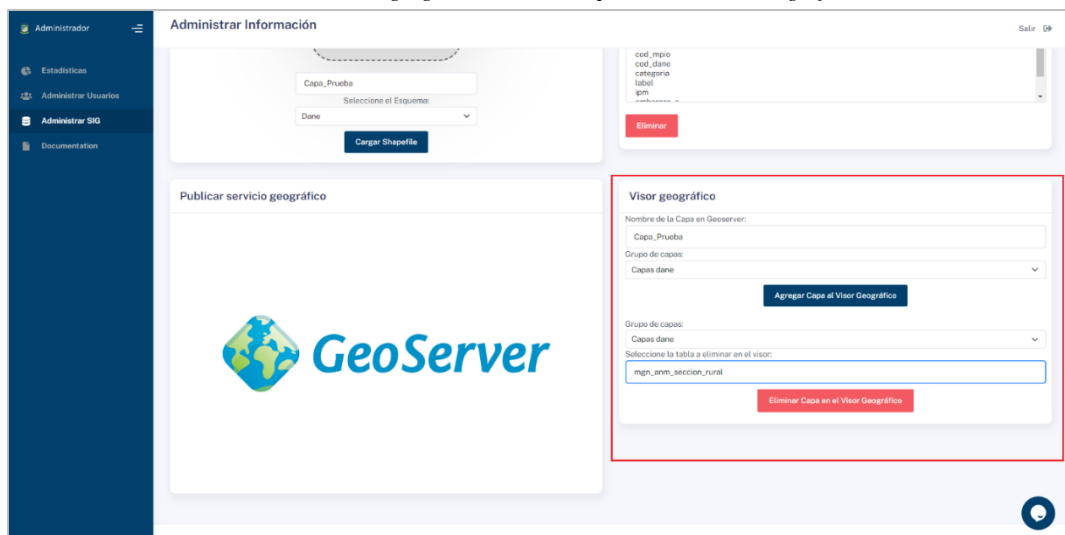 Administrador
Administrar Información
Salir
Estadísticas
Administrar Usuarios
Administrar SIG
Documentation
Capa_Prueba
Seleccione el Esquema:
Dane
Cargar Shapefile
cod_mpio
cod_dane
categoria
label
ipm
Eliminar
Publicar servicio geográfico
GeoServer
Visor geográfico
Nombre de la Capa en Geoserver:
Capa_Prueba
Grupo de capas:
Capas dane
Agregar Capa al Visor Geográfico
Grupo de capas:
Capas dane
Seleccione la tabla a eliminar en el visor:
mgn_anm_seccion_rural
Eliminar Capa en el Visor Geográfico